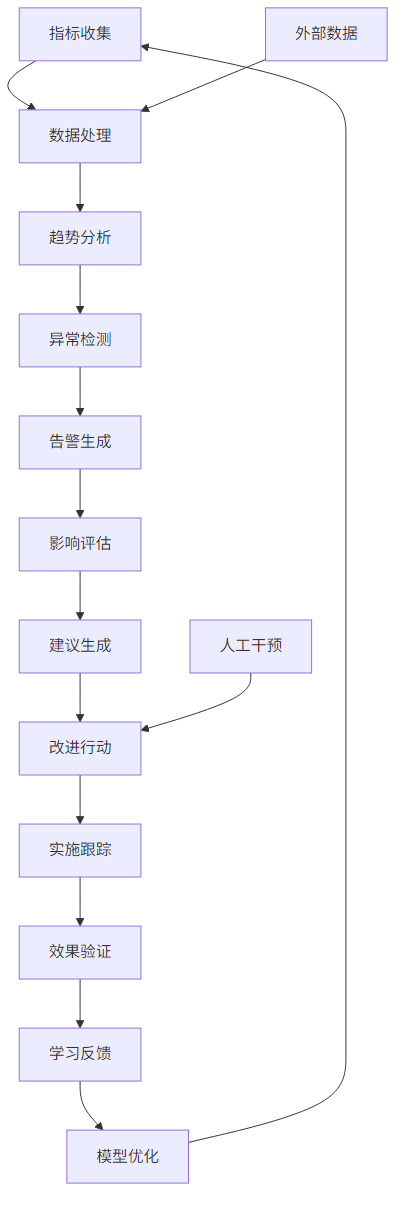 指标收集
外部数据
数据处理
趋势分析
异常检测
告警生成
影响评估
建议生成
人工干预
改进行动
实施跟踪
效果验证
学习反馈
模型优化